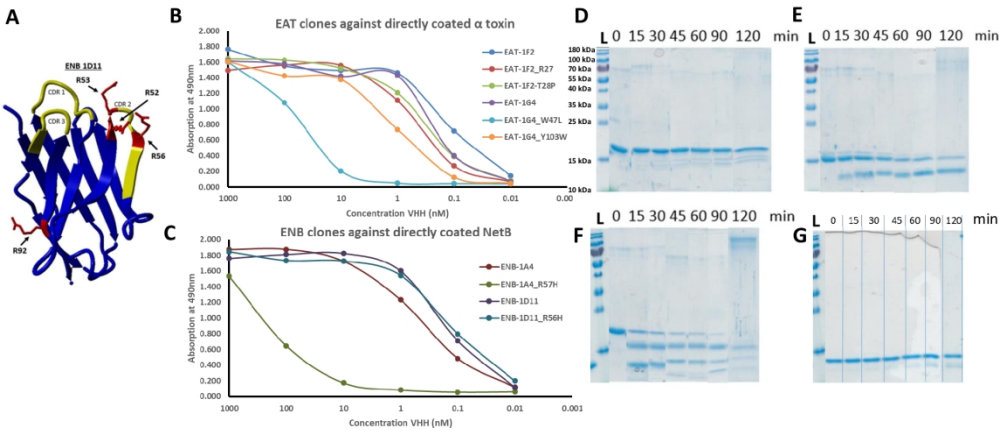 A
ENB 1D11
R53
CDR 1
CDR 2
R52
CDR 3
R56
R92
B
EAT clones against directly coated α toxin
2.000
1.800
1.600
1.400
1.200
1.000
0.800
0.600
0.400
0.200
0.000
Absorption at 490nm
1000 100 10 1 0.1 0.01 0.00
Concentration VHH (nM)
EAT-1F2
EAT-1F2_R27
EAT-1F2-T28P
EAT-1G4
EAT-1G4_W47L
EAT-1G4_Y103W
C
ENB clones against directly coated NetB
2.000
1.800
1.600
1.400
1.200
1.000
0.800
0.600
0.400
0.200
0.000
Absorption at 490nm
1000 100 10 1 0.1 0.01 0.001
Concentration VHH (nM)
ENB-1A4
ENB-1A4_R57H
ENB-1D11
ENB-1D11_R56H
D
L 0 15 30 45 60 90 120 min
180 kDa
100 kDa
70 kDa
55 kDa
40 kDa
35 kDa
25 kDa
15 kDa
10 kDa
E
L 0 15 30 45 60 90 120 min
F
L 0 15 30 45 60 90 120 min
G
L 0 15 30 45 60 90 120 min